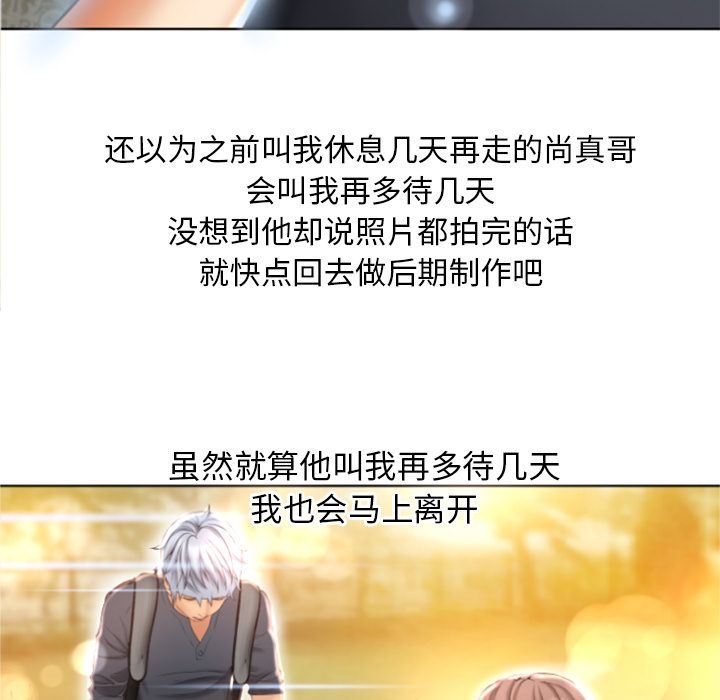 还以为之前叫我休息几天再走的尚真哥
会叫我再多待几天
没想到他却说照片都拍完的话
就快点回去做后期制作吧
虽然就算他叫我再多待几天
我也会马上离开